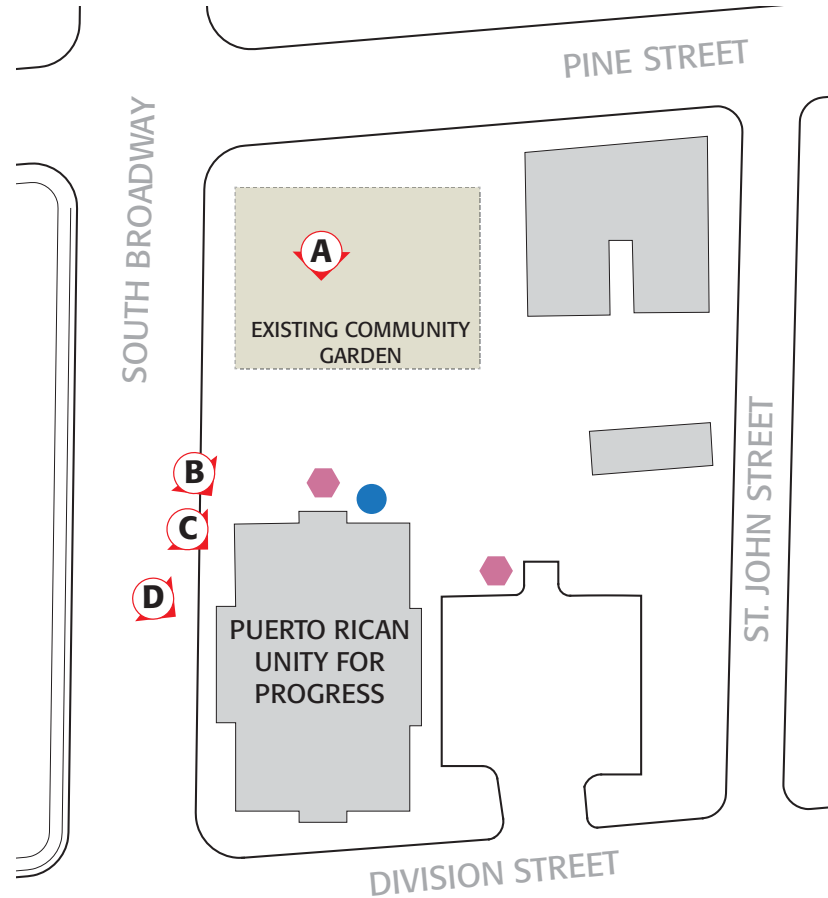 PINE STREET
SOUTH BROADWAY
A
EXISTING COMMUNITY
GARDEN
B
C
D
PUERTO RICAN
UNITY FOR
PROGRESS
ST. JOHN STREET
DIVISION STREET